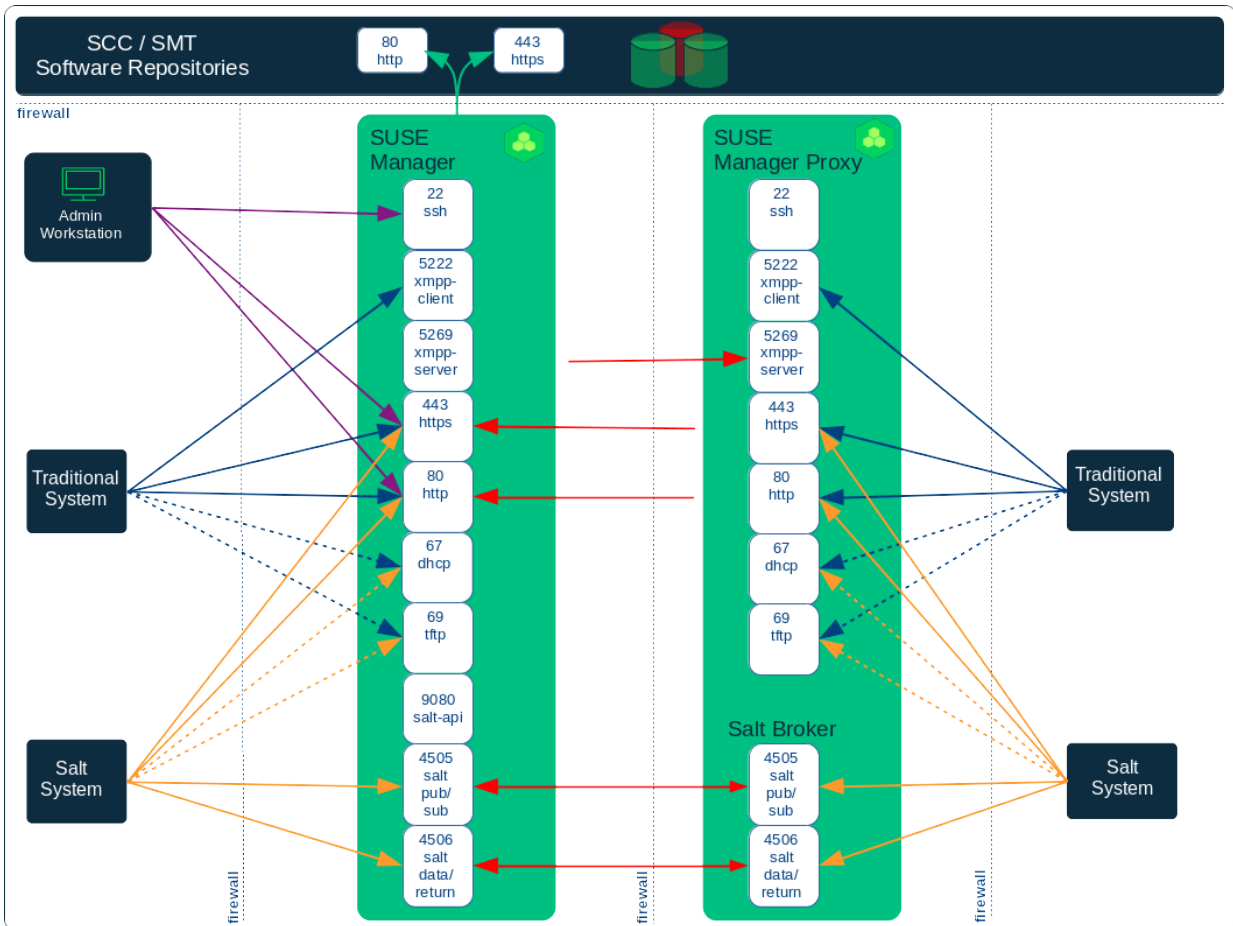 SCC / SMT
Software Repositories
80
http
443
https
firewall
SUSE
Manager
SUSE
Manager Proxy
Admin
Workstation
Traditional
System
Salt
System
22
ssh
5222
xmpp-
client
5269
xmpp-
server
443
https
80
http
67
dhcp
69
tftp
9080
salt-api
4505
salt
pub/
sub
4506
salt
data/
return
22
ssh
5222
xmpp-
client
5269
xmpp-
server
443
https
80
http
67
dhcp
69
tftp
Salt Broker
4505
salt
pub/
sub
4506
salt
data/
return
Traditional
System
Salt
System
firewall
firewall
firewall